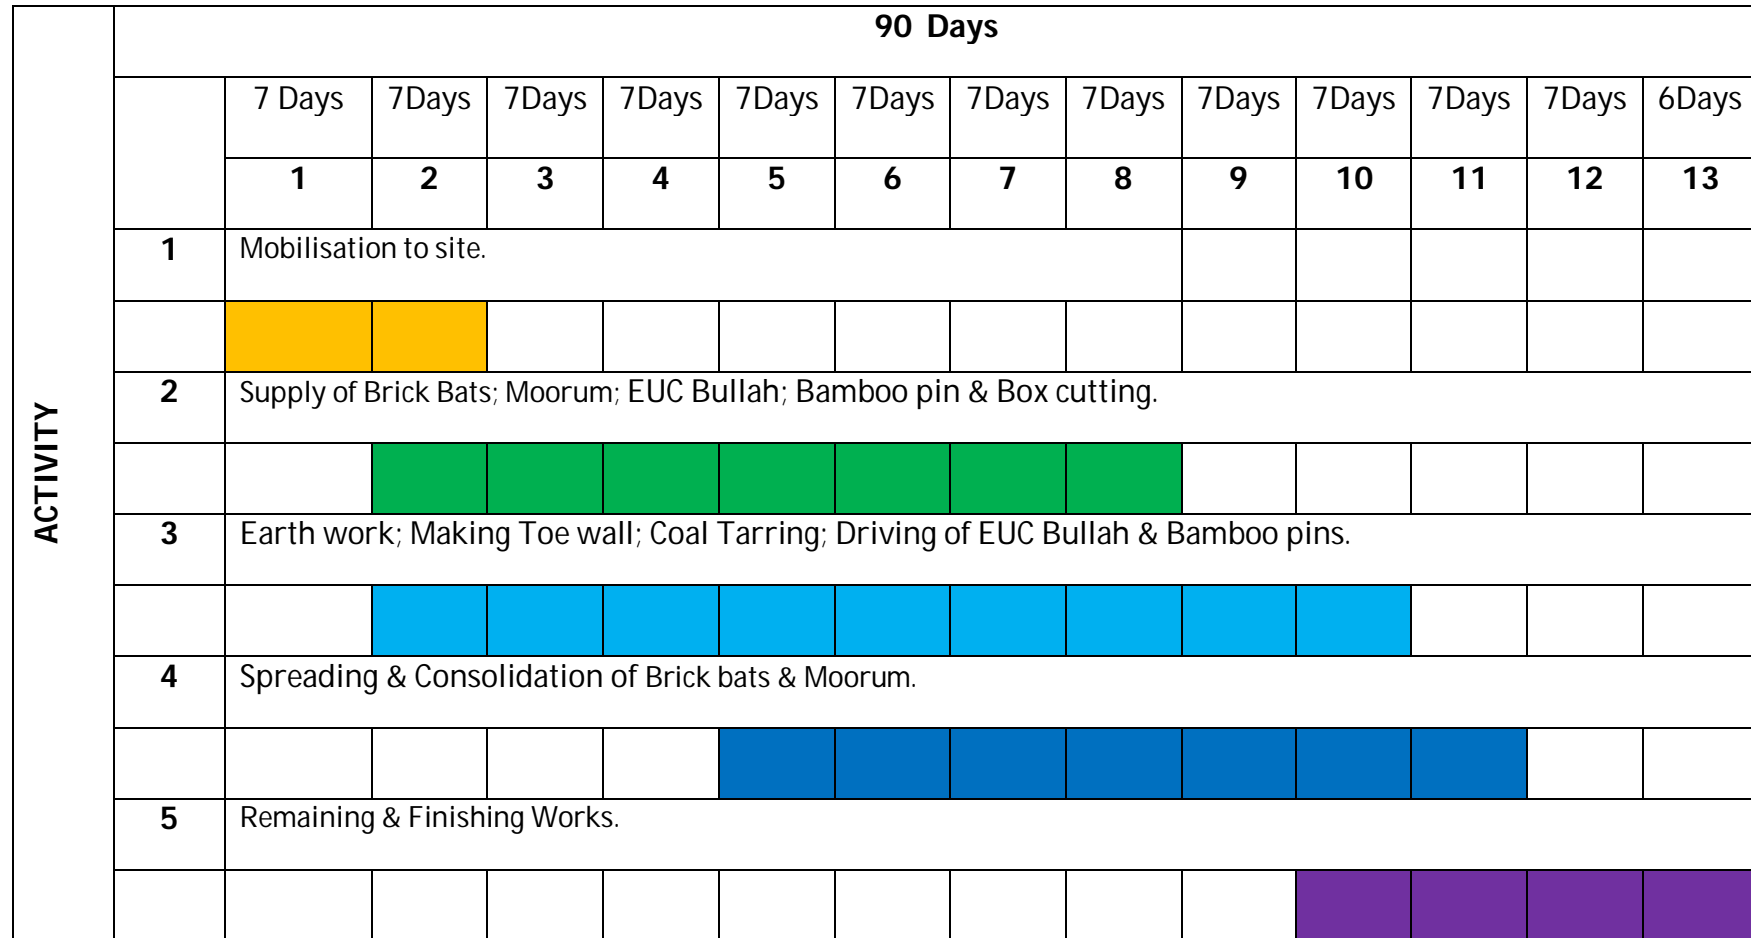 90 Days
7 Days 7Days 7Days 7Days 7Days 7Days 7Days 7Days 7Days 7Days 7Days 7Days 6Days
1 2 3 4 5 6 7 8 9 10 11 12 13
ACTIVITY
1 Mobilisation to site.
2 Supply of Brick Bats; Moorum; EUC Bullah; Bamboo pin & Box cutting.
3 Earth work; Making Toe wall; Coal Tarring; Driving of EUC Bullah & Bamboo pins.
4 Spreading & Consolidation of Brick bats & Moorum.
5 Remaining & Finishing Works.